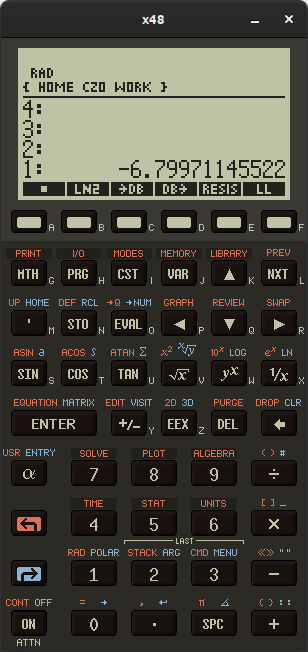 x48
RAD
{ HOME CZO WORK }
4:
3:
2:
1: -6.79971145522
■ LN2 →DB DB→ RESIS LL
A B C D E F
PRINT I/O MODES MEMORY LIBRARY PREV
MTH G PRG H CST I VAR J ▲ K NXT L
UP HOME DEF RCL →Q →NUM GRAPH REVIEW SWAP
' M STO N EVAL O ◀ P ▼ Q ▶ R
ASIN ∂ ACOS ∫ ATAN Σ x² ˣ√y 10ˣ LOG eˣ LN
SIN S COS T TAN U √x V yˣ W 1/x X
EQUATION MATRIX EDIT VISIT 2D 3D PURGE DROP CLR
ENTER +/− Y EEX Z DEL ←
USR ENTRY SOLVE PLOT ALGEBRA ( ) #
α 7 8 9 ÷
TIME STAT UNITS [ ] _
4 5 6 ×
LAST
RAD POLAR STACK ARG CMD MENU «» " "
1 2 3 −
CONT OFF = → , ↵ π ∠ { } : :
ON 0 . SPC +
ATTN